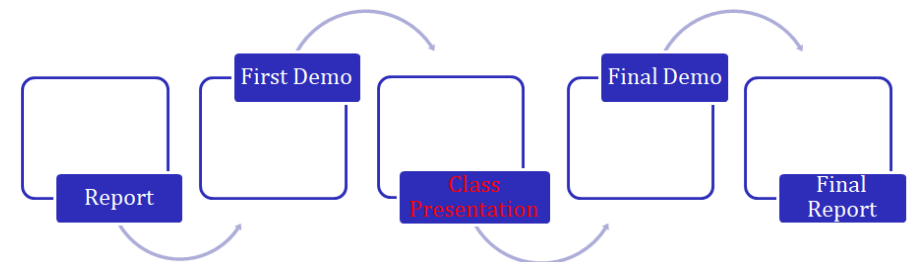 Report
First Demo
Class
Presentation
Final Demo
Final
Report